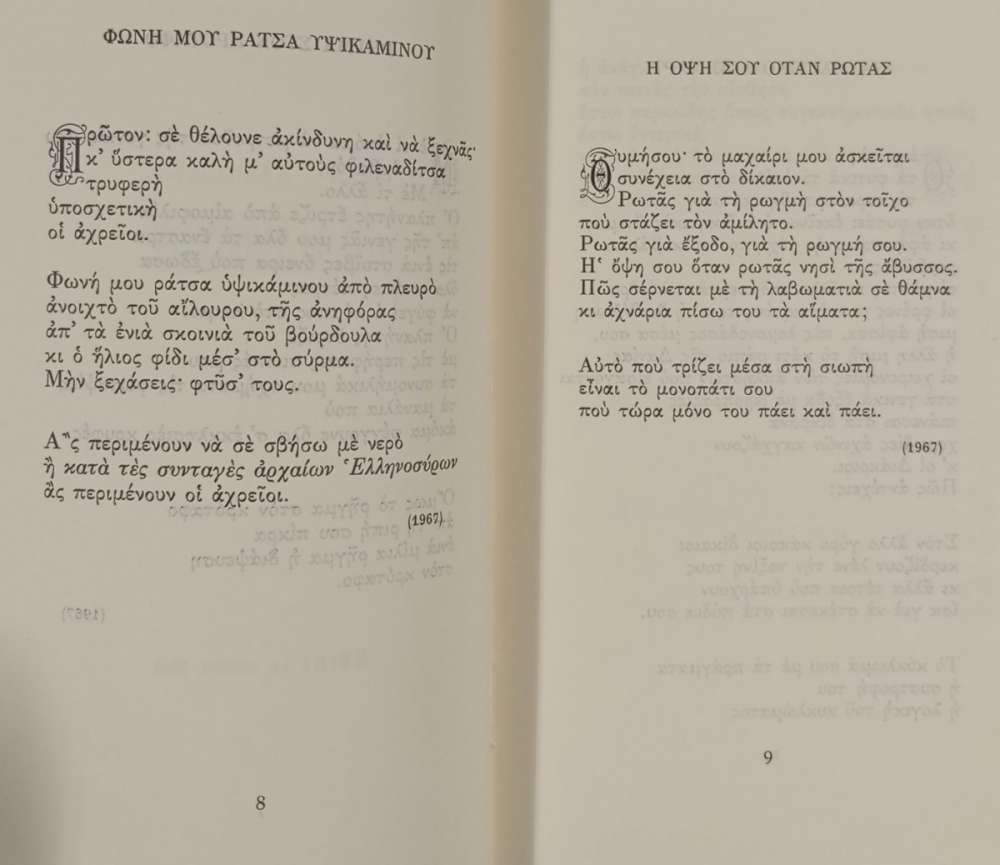 ΦΩΝΗ ΜΟΥ ΡΑΤΣΑ ΥΨΙΚΑΜΙΝΟΥ
Πρῶτον: σὲ θέλουνε ἀκίνδυνη καὶ νὰ ξεχνᾶς·
κ' ὕστερα καλὴ μ' αὐτοὺς φιλεναδίτσα
τρυφερὴ
ὑποσχετικὴ
οἱ ἀχρεῖοι.
Φωνή μου ράτσα ὑψικάμινου ἀπὸ πλευρὸ
ἀνοιχτὸ τοῦ αἴλουρου, τῆς ἀνηφόρας
ἀπ' τὰ ἐνιὰ σκοινιὰ τοῦ βούρδουλα
κι ὁ ἥλιος φίδι μέσ' στὸ σύρμα.
Μὴν ξεχάσεις· φτῦσ' τους.
Ἂς περιμένουν νὰ σὲ σβήσω μὲ νερὸ
ἢ κατὰ τὲς συνταγὲς ἀρχαίων Ἑλληνοσύρων
ἂς περιμένουν οἱ ἀχρεῖοι.
(1967)
8
Η ΟΨΗ ΣΟΥ ΟΤΑΝ ΡΩΤΑΣ
Θυμήσου· τὸ μαχαίρι μου ἀσκεῖται
συνέχεια στὸ δίκαιον.
Ρωτᾶς γιὰ τὴ ρωγμὴ στὸν τοῖχο
ποὺ στάζει τὸν ἀμίλητο.
Ρωτᾶς γιὰ ἔξοδο, γιὰ τὴ ρωγμή σου.
Ἡ ὄψη σου ὅταν ρωτᾶς νησὶ τῆς ἄβυσσος.
Πῶς σέρνεται μὲ τὴ λαβωματιὰ σὲ θάμνα
κι ἀχνάρια πίσω του τὰ αἵματα;
Αὐτὸ ποὺ τρίζει μέσα στὴ σιωπὴ
εἶναι τὸ μονοπάτι σου
ποὺ τώρα μόνο του πάει καὶ πάει.
(1967)
9